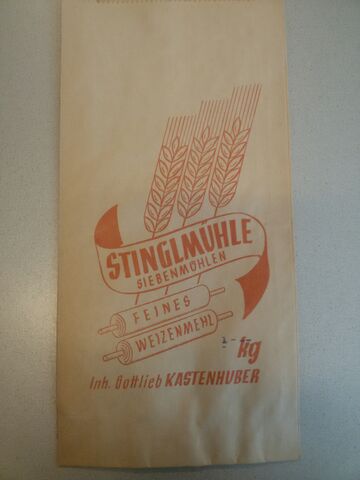 STINGLMÜHLE
SIEBENMÜHLEN
FEINES
WEIZENMEHL
kg
Inh. Gottlieb KASTENHUBER